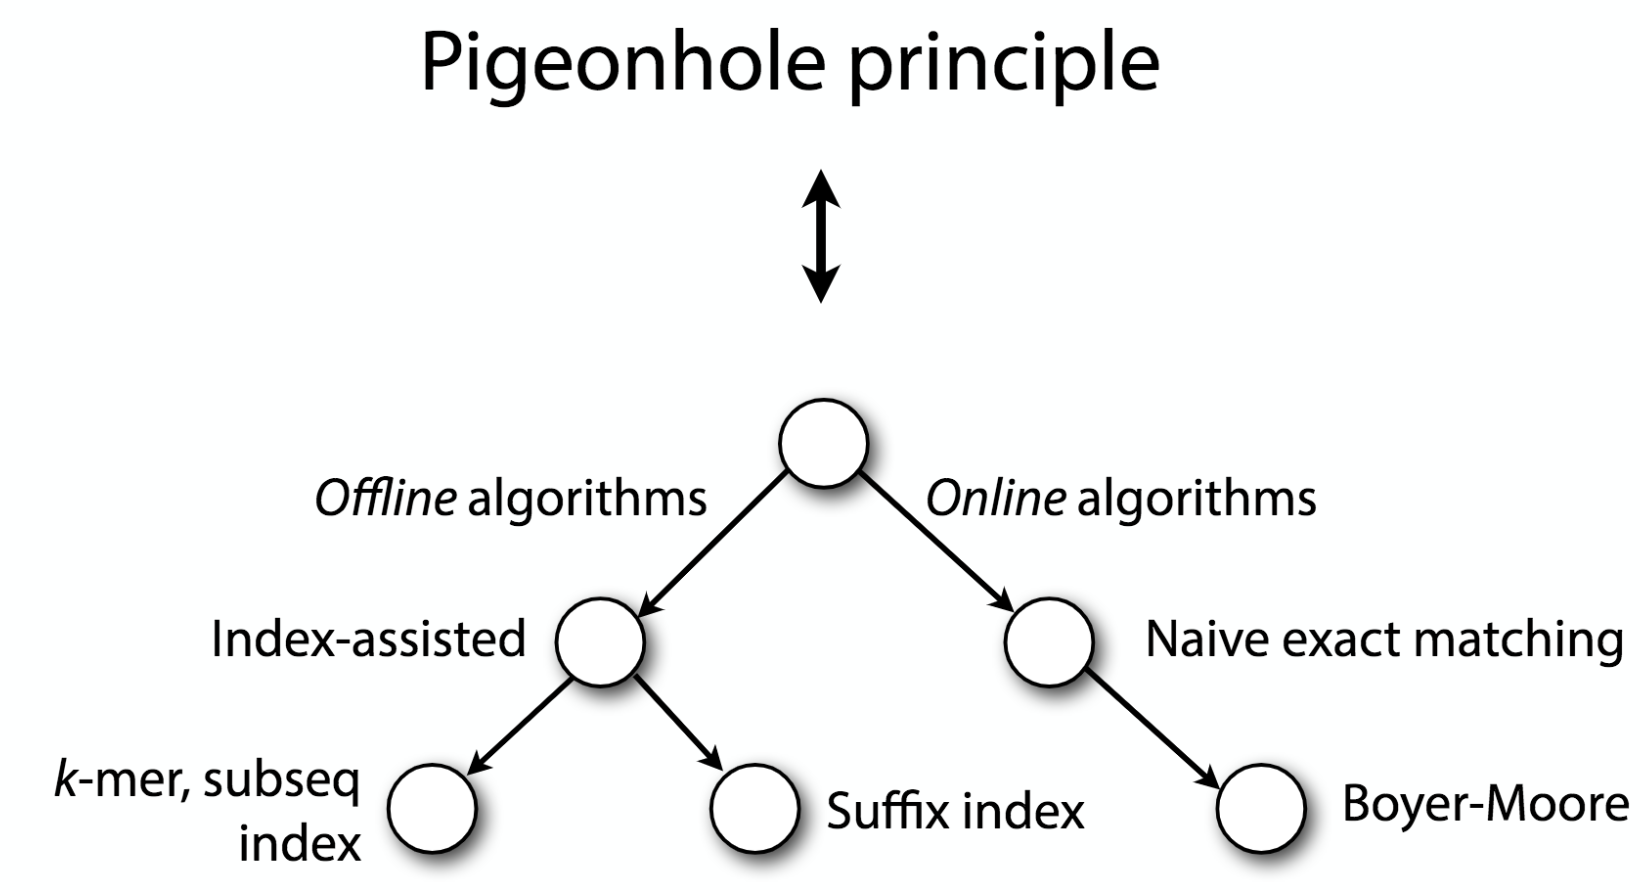 Pigeonhole principle
Offline algorithms
Online algorithms
Index-assisted
Naive exact matching
k-mer, subseq
index
Suffix index
Boyer-Moore